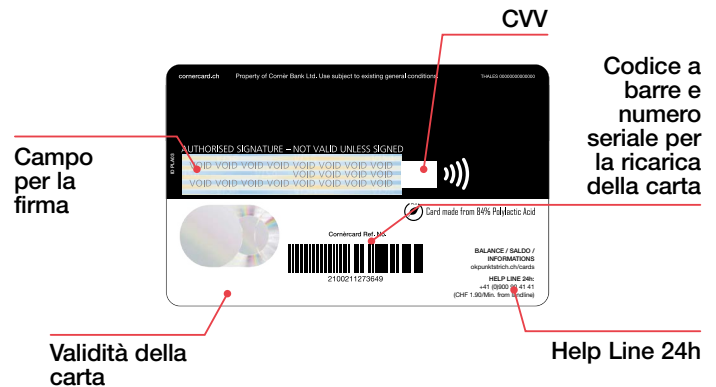 CVV
cornercard.ch
Property of Cornèr Bank Ltd. Use subject to existing general conditions.
THALES 00000000000000
Codice a
barre e
numero
seriale per
la ricarica
della carta
AUTHORISED SIGNATURE – NOT VALID UNLESS SIGNED
ID PLA
VOID VOID VOID VOID VOID VOID VOID
VOID VOID VOID VOID
VOID VOID VOID VOID VOID VOID VOID
Campo
per la
firma
Card made from 84% Polylactic Acid
Cornèrcard Ref. No.
2100211273649
BALANCE / SALDO /
INFORMATIONS
okpunktstrich.ch/cards
HELP LINE 24h:
+41 (0)900 41 41
(CHF 1.90/Min. from landline)
Validità della
carta
Help Line 24h